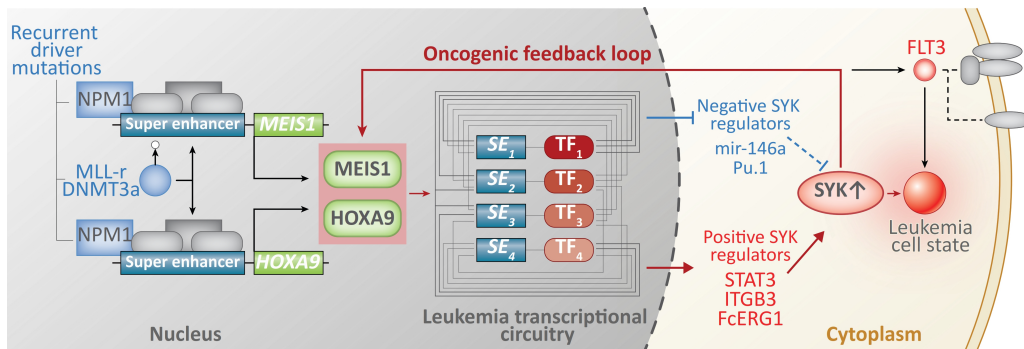 Recurrent
driver
mutations
NPM1
Super enhancer
MEIS1
MLL-r
DNMT3a
NPM1
Super enhancer
HOXA9
Nucleus
MEIS1
HOXA9
Oncogenic feedback loop
SE1 TF1
SE2 TF2
SE3 TF3
SE4 TF4
Leukemia transcriptional
circuitry
Negative SYK
regulators
mir-146a
Pu.1
SYK↑
Positive SYK
regulators
STAT3
ITGB3
FcERG1
FLT3
Leukemia
cell state
Cytoplasm